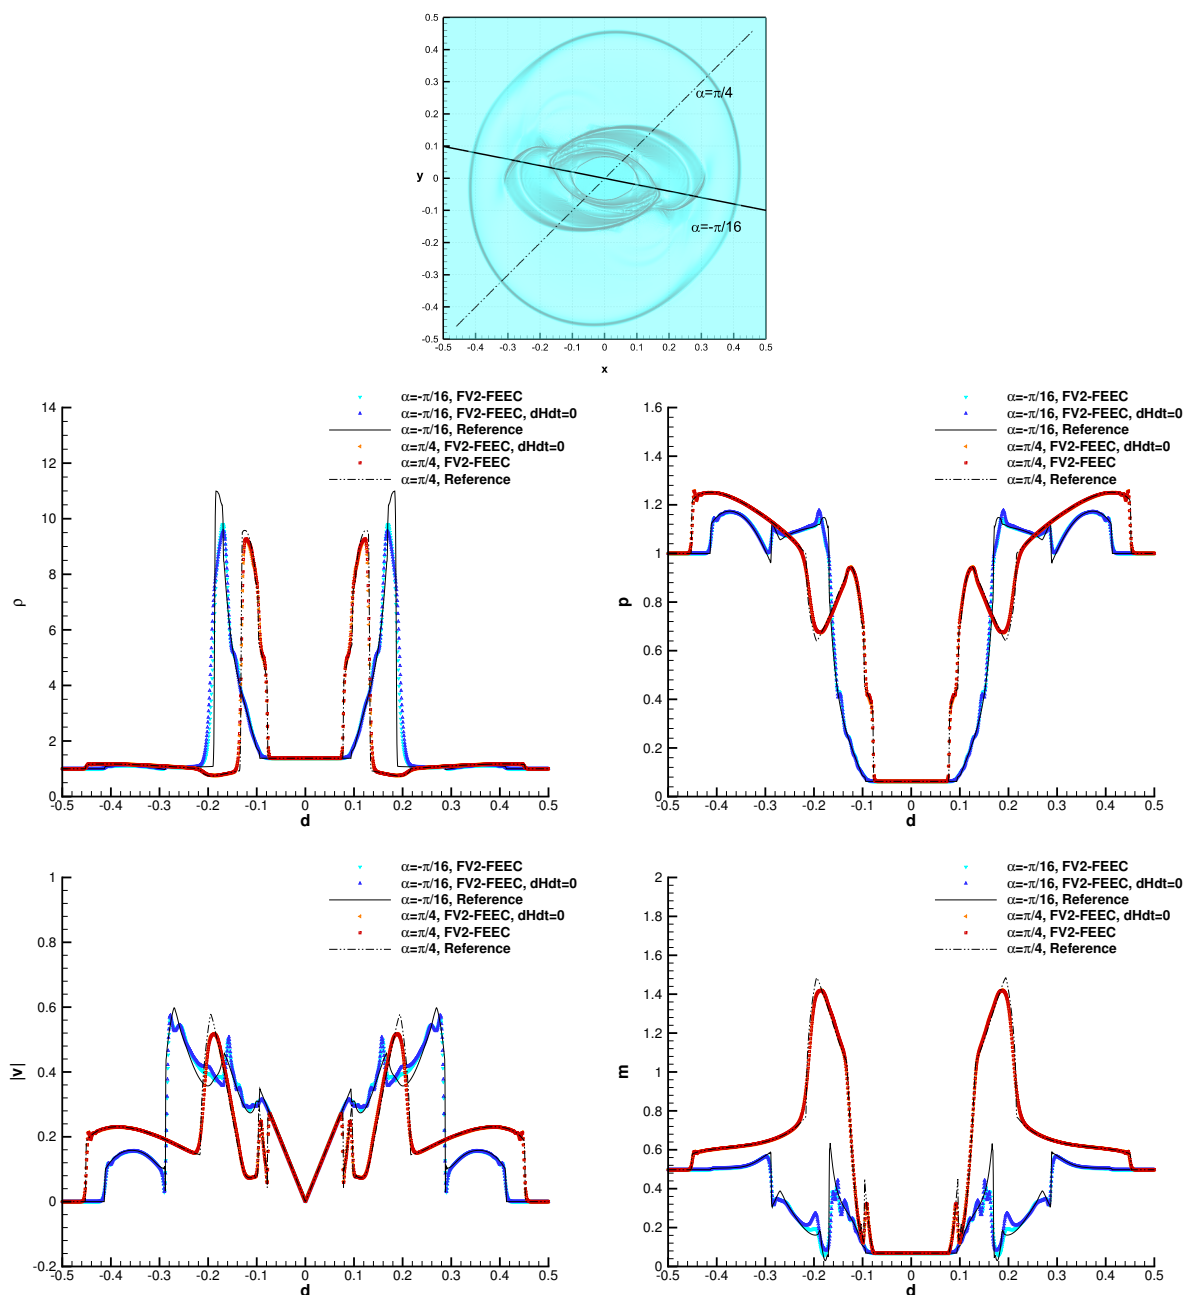 0.5
0.4
0.3
0.2
0.1
0
-0.1
-0.2
-0.3
-0.4
-0.5
y
α=π/4
α=-π/16
-0.5 -0.4 -0.3 -0.2 -0.1 0 0.1 0.2 0.3 0.4 0.5
x
α=-π/16, FV2-FEEC
α=-π/16, FV2-FEEC, dHdt=0
α=-π/16, Reference
α=π/4, FV2-FEEC, dHdt=0
α=π/4, FV2-FEEC
α=π/4, Reference
14
12
10
8
6
4
2
0
ρ
-0.5 -0.4 -0.3 -0.2 -0.1 0 0.1 0.2 0.3 0.4 0.5
d
α=-π/16, FV2-FEEC
α=-π/16, FV2-FEEC, dHdt=0
α=-π/16, Reference
α=π/4, FV2-FEEC, dHdt=0
α=π/4, FV2-FEEC
α=π/4, Reference
1.6
1.4
1.2
1
0.8
0.6
0.4
0.2
0
p
-0.5 -0.4 -0.3 -0.2 -0.1 0 0.1 0.2 0.3 0.4 0.5
d
α=-π/16, FV2-FEEC
α=-π/16, FV2-FEEC, dHdt=0
α=-π/16, Reference
α=π/4, FV2-FEEC, dHdt=0
α=π/4, FV2-FEEC
α=π/4, Reference
1
0.8
0.6
0.4
0.2
0
-0.2
|v|
-0.5 -0.4 -0.3 -0.2 -0.1 0 0.1 0.2 0.3 0.4 0.5
d
α=-π/16, FV2-FEEC
α=-π/16, FV2-FEEC, dHdt=0
α=-π/16, Reference
α=π/4, FV2-FEEC, dHdt=0
α=π/4, FV2-FEEC
α=π/4, Reference
2
1.8
1.6
1.4
1.2
1
0.8
0.6
0.4
0.2
0
m
-0.5 -0.4 -0.3 -0.2 -0.1 0 0.1 0.2 0.3 0.4 0.5
d